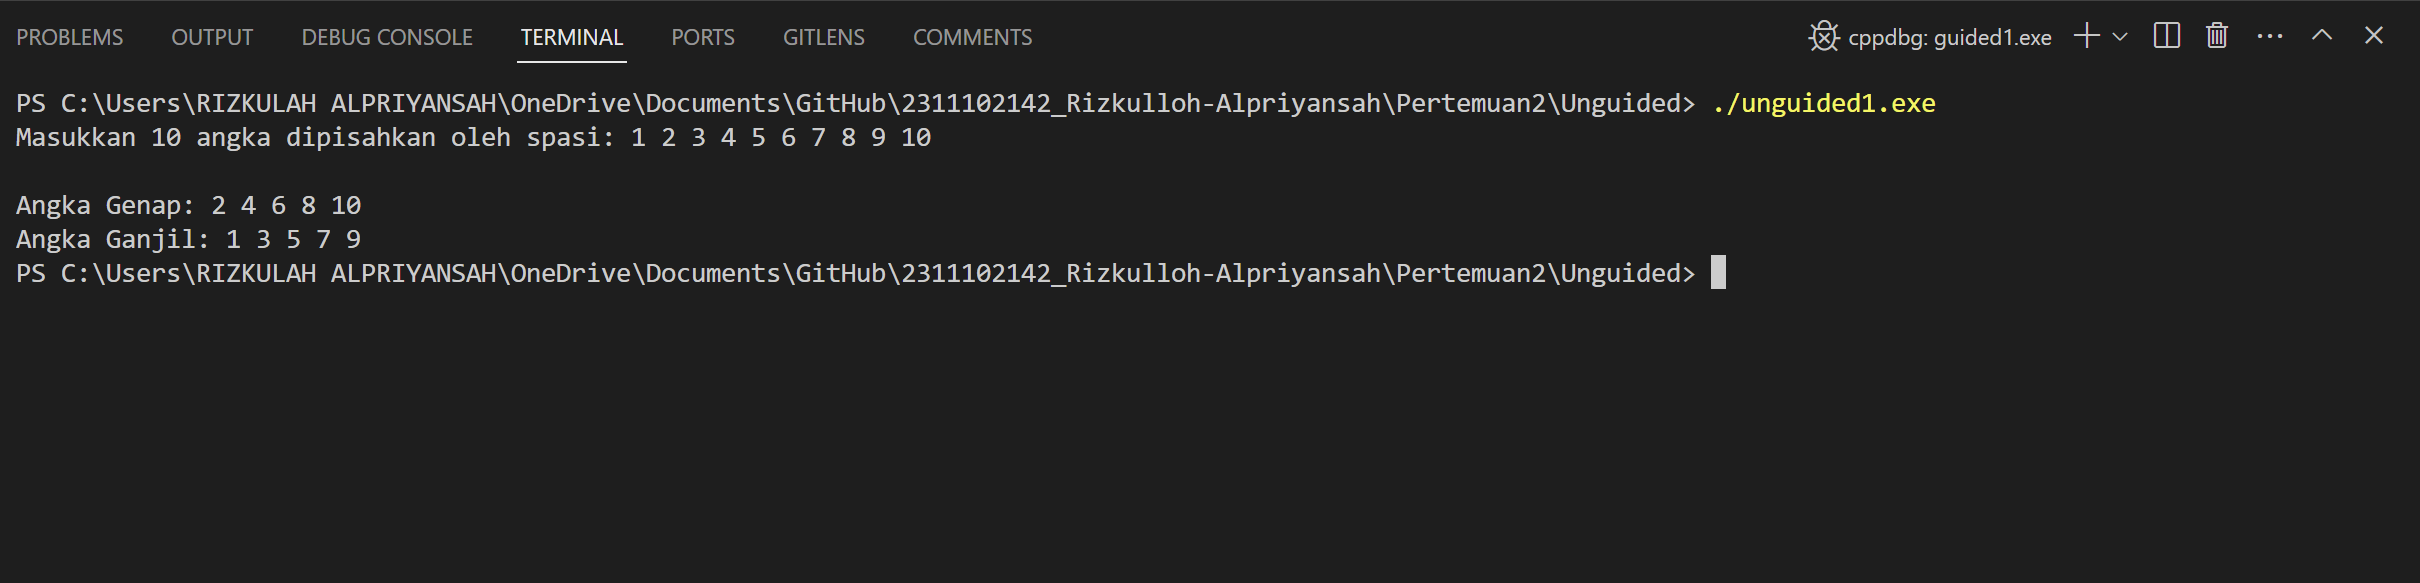 PROBLEMS OUTPUT DEBUG CONSOLE TERMINAL PORTS GITLENS COMMENTS cppdbg: guided1.exe
PS C:\Users\RIZKULAH ALPRIYANSAH\OneDrive\Documents\GitHub\2311102142_Rizkulloh-Alpriyansah\Pertemuan2\Unguided> ./unguided1.exe
Masukkan 10 angka dipisahkan oleh spasi: 1 2 3 4 5 6 7 8 9 10
Angka Genap: 2 4 6 8 10
Angka Ganjil: 1 3 5 7 9
PS C:\Users\RIZKULAH ALPRIYANSAH\OneDrive\Documents\GitHub\2311102142_Rizkulloh-Alpriyansah\Pertemuan2\Unguided>